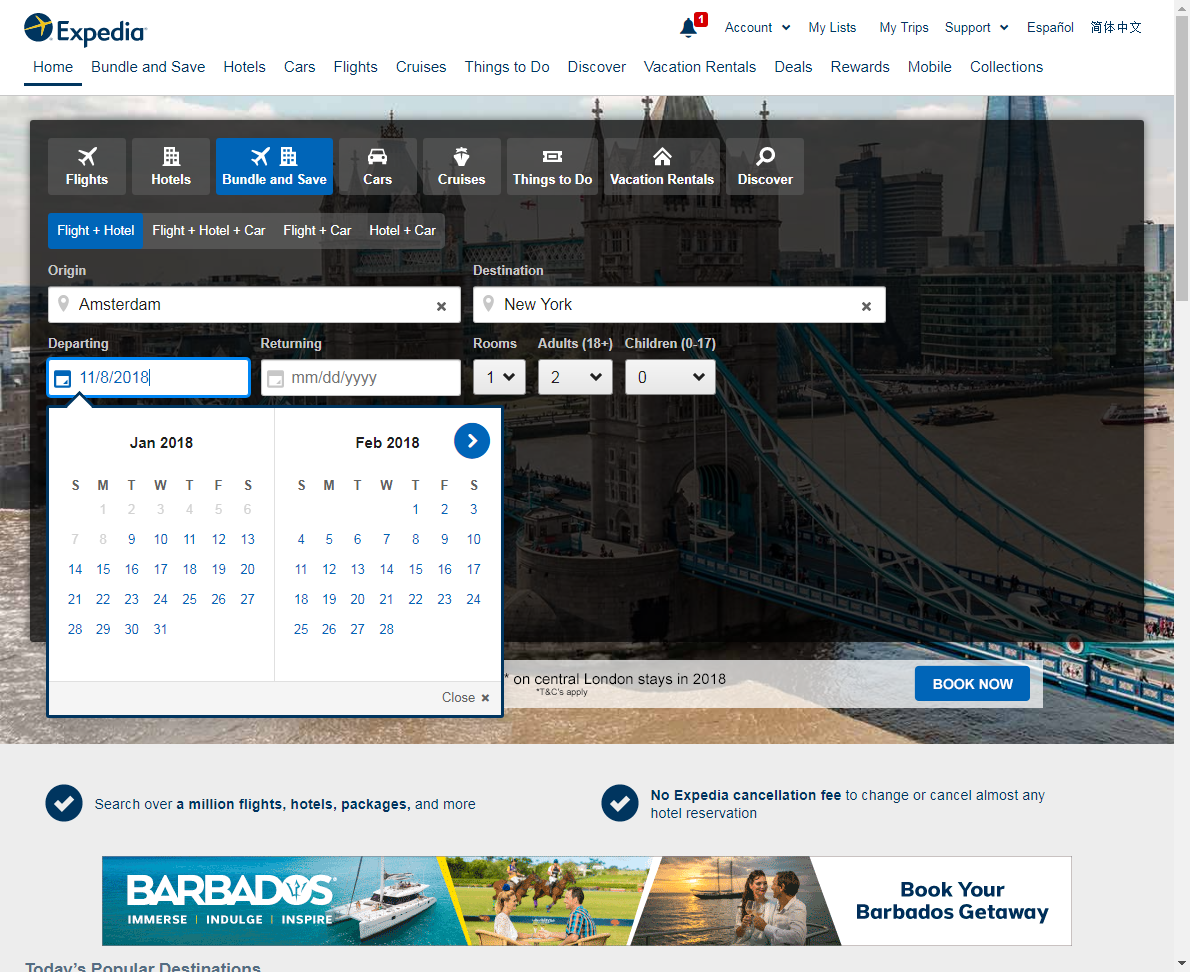 Expedia
1
Account
My Lists
My Trips
Support
Español
简体中文
Home
Bundle and Save
Hotels
Cars
Flights
Cruises
Things to Do
Discover
Vacation Rentals
Deals
Rewards
Mobile
Collections
Flights
Hotels
Bundle and Save
Cars
Cruises
Things to Do
Vacation Rentals
Discover
Flight + Hotel
Flight + Hotel + Car
Flight + Car
Hotel + Car
Origin
Destination
Amsterdam
New York
Departing
Returning
Rooms
Adults (18+)
Children (0-17)
11/8/2018
mm/dd/yyyy
1
2
0
Jan 2018
S M T W T F S
1 2 3 4 5 6
7 8 9 10 11 12 13
14 15 16 17 18 19 20
21 22 23 24 25 26 27
28 29 30 31
Feb 2018
S M T W T F S
1 2 3
4 5 6 7 8 9 10
11 12 13 14 15 16 17
18 19 20 21 22 23 24
25 26 27 28
Close
* on central London stays in 2018
*T&C's apply
BOOK NOW
Search over a million flights, hotels, packages, and more
No Expedia cancellation fee to change or cancel almost any
hotel reservation
BARBADOS
IMMERSE | INDULGE | INSPIRE
Book Your
Barbados Getaway
Today's Popular Destinations